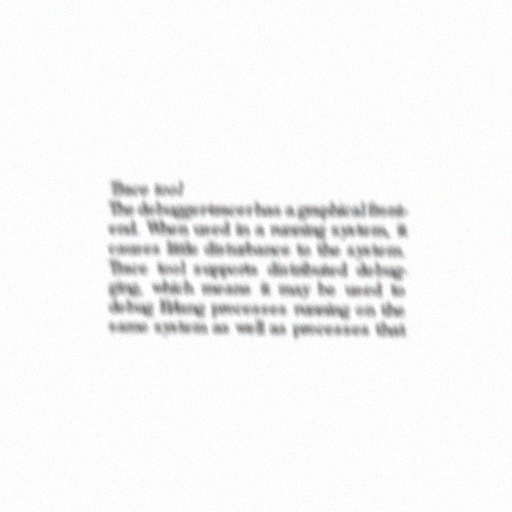 Trace tool
The debugger tracer has a graphical front-
end. When used in a running system, it
causes little disturbance to the system.
Trace tool supports distributed debug-
ging, which means it may be used to
debug Erlang processes running on the
same system as well as processes that